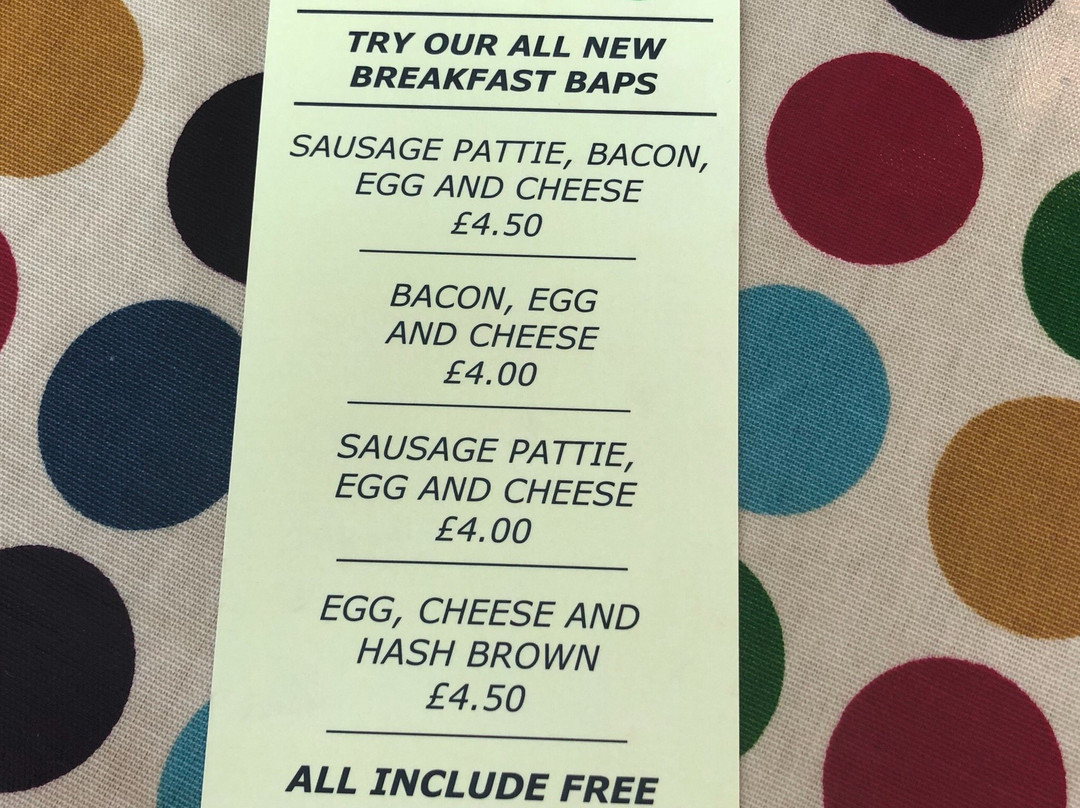 TRY OUR ALL NEW
BREAKFAST BAPS
SAUSAGE PATTIE, BACON,
EGG AND CHEESE
£4.50
BACON, EGG
AND CHEESE
£4.00
SAUSAGE PATTIE,
EGG AND CHEESE
£4.00
EGG, CHEESE AND
HASH BROWN
£4.50
ALL INCLUDE FREE